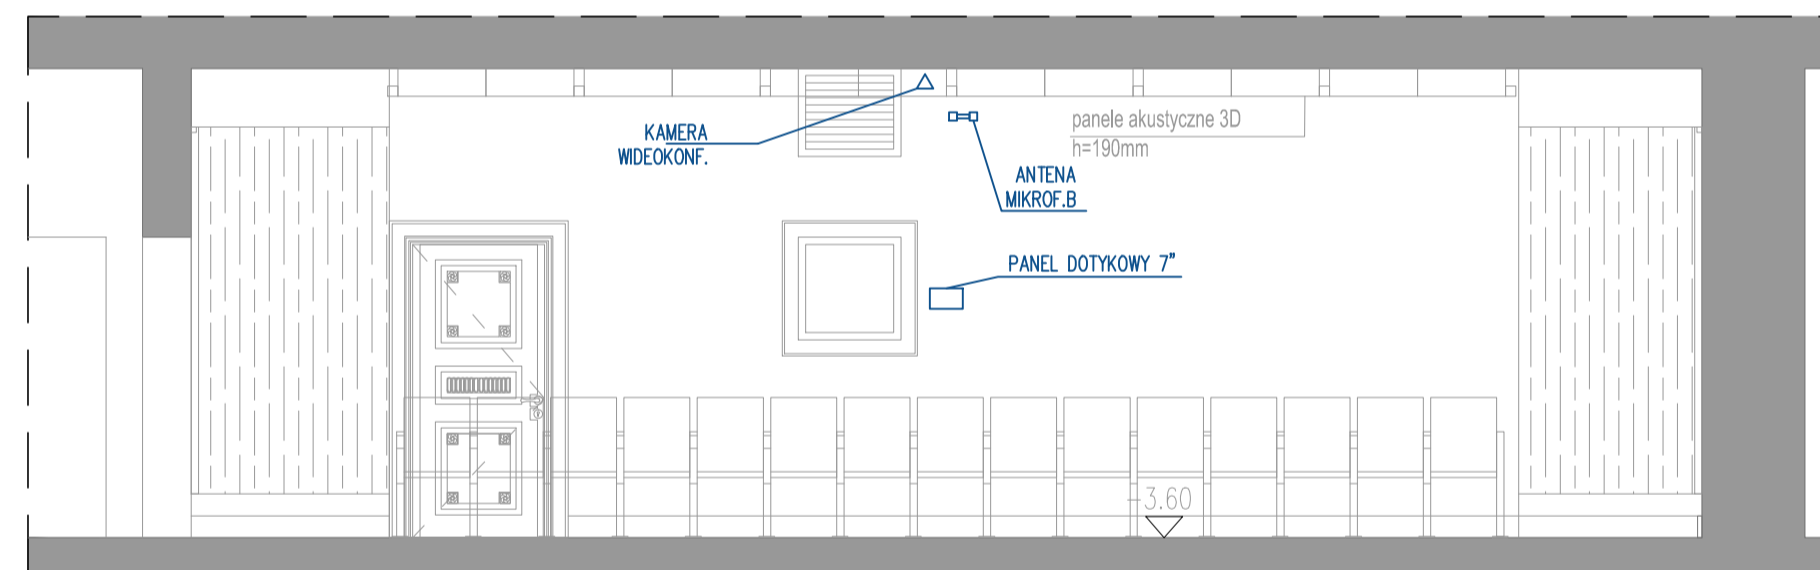 KAMERA
WIDEOKONF.
panele akustyczne 3D
h=190mm
ANTENA
MIKROF.B
PANEL DOTYKOWY 7"
-3.60